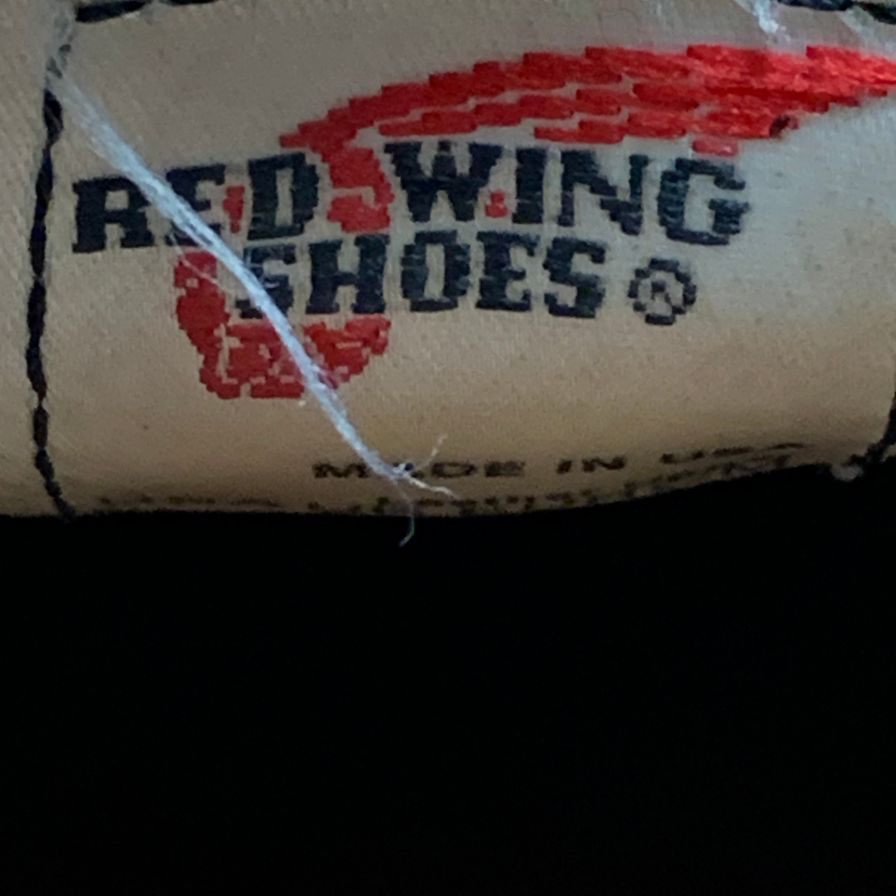 RED WING
SHOES®
MADE IN USA